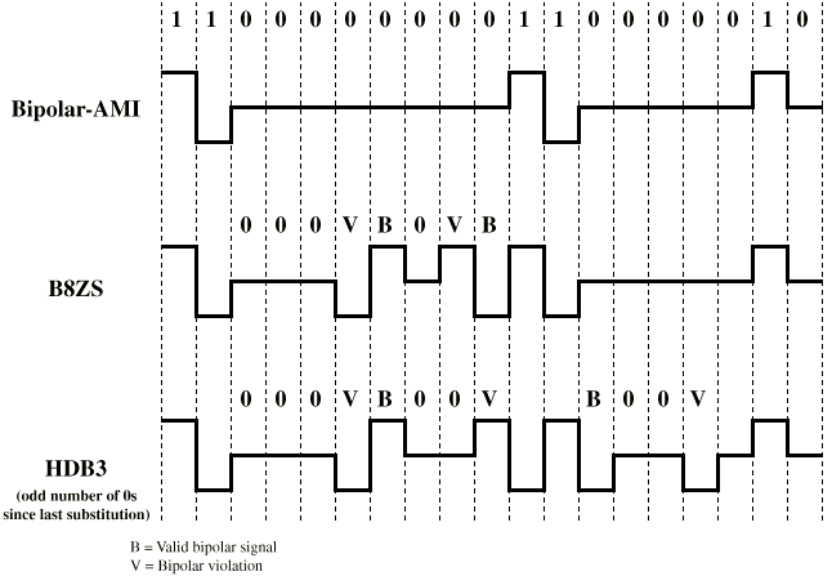 1 1 0 0 0 0 0 0 0 0 1 1 0 0 0 0 0 1 0
Bipolar-AMI
0 0 0 V B 0 V B
B8ZS
0 0 0 V B 0 0 V B 0 0 V
HDB3
(odd number of 0s
since last substitution)
B = Valid bipolar signal
V = Bipolar violation